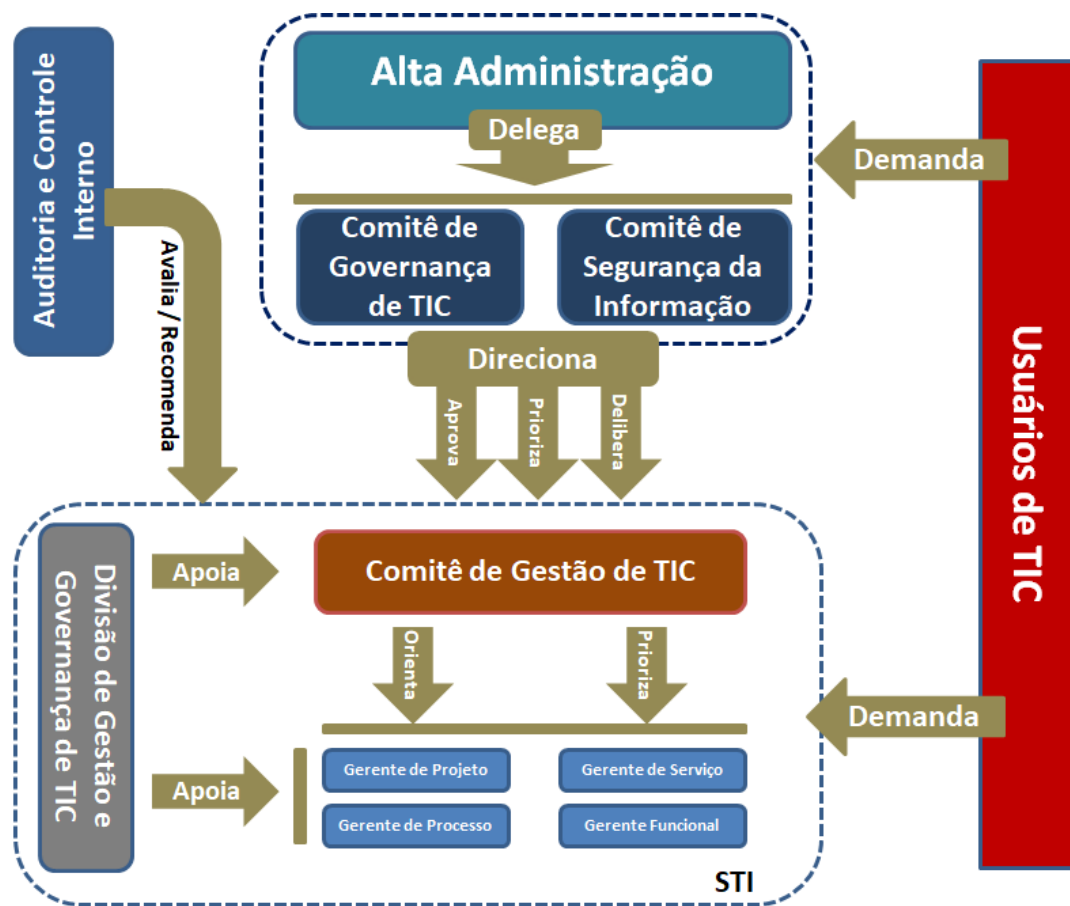 Auditoria e Controle
Interno
Alta Administração
Delega
Comitê de
Governança
de TIC
Comitê de
Segurança da
Informação
Demanda
Usuários de TIC
Avalia / Recomenda
Direciona
Aprova
Prioriza
Delibera
Divisão de Gestão e
Governança de TIC
Apoia
Comitê de Gestão de TIC
Orienta
Prioriza
Demanda
Apoia
Gerente de Projeto
Gerente de Serviço
Gerente de Processo
Gerente Funcional
STI